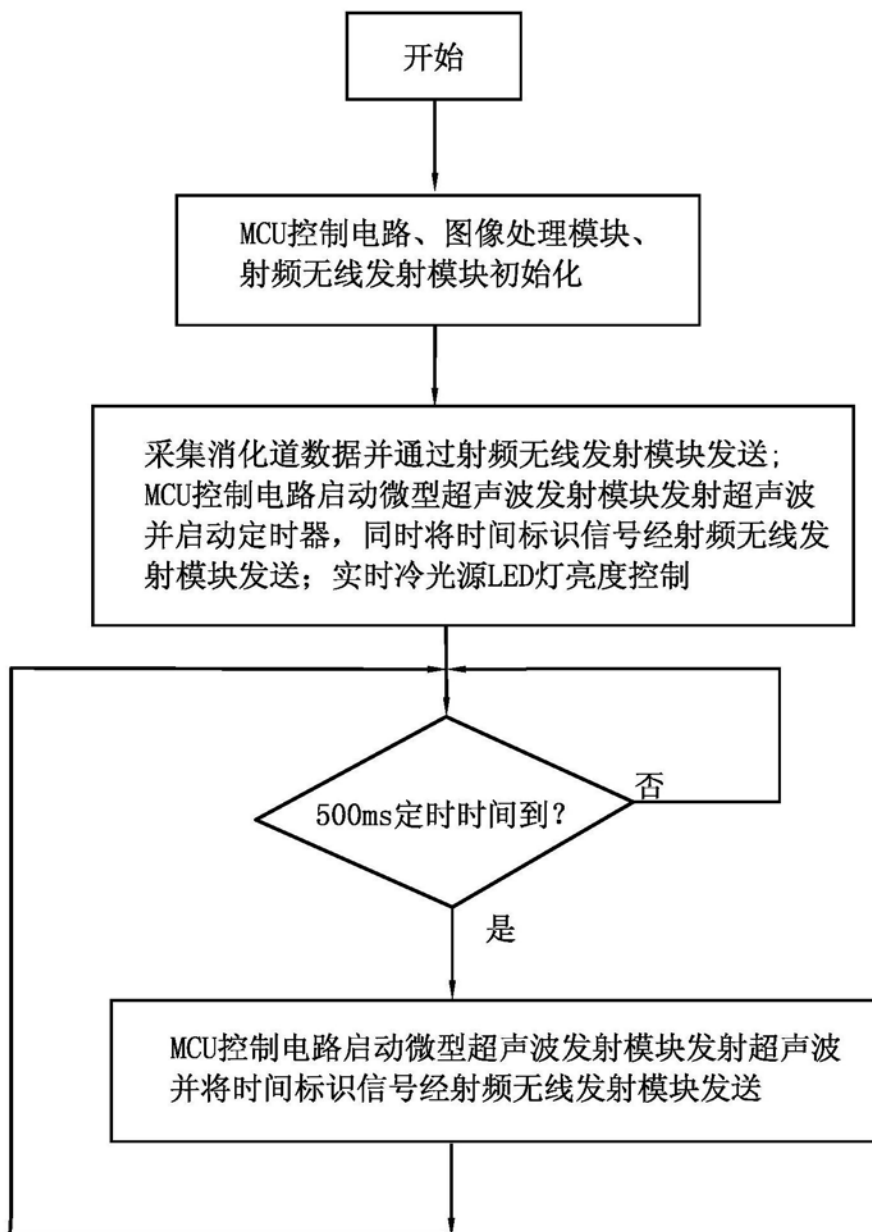 开始
MCU控制电路、图像处理模块、
射频无线发射模块初始化
采集消化道数据并通过射频无线发射模块发送;
MCU控制电路启动微型超声波发射模块发射超声波
并启动定时器，同时将时间标识信号经射频无线发
射模块发送；实时冷光源LED灯亮度控制
500ms定时时间到?
否
是
MCU控制电路启动微型超声波发射模块发射超声波
并将时间标识信号经射频无线发射模块发送